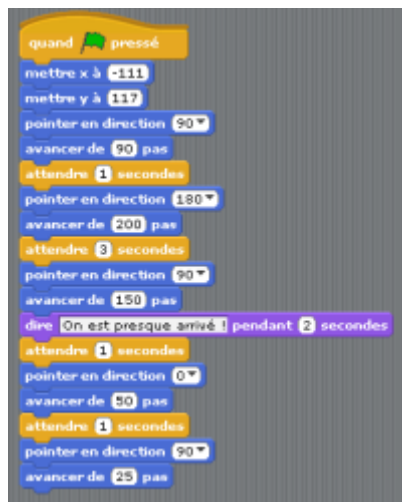 quand pressé
mettre x à -111
mettre y à 117
pointer en direction 90
avancer de 90 pas
attendre 1 secondes
pointer en direction 180
avancer de 200 pas
attendre 3 secondes
pointer en direction 90
avancer de 150 pas
dire On est presque arrivé ! pendant 2 secondes
attendre 1 secondes
pointer en direction 0
avancer de 50 pas
attendre 1 secondes
pointer en direction 90
avancer de 25 pas